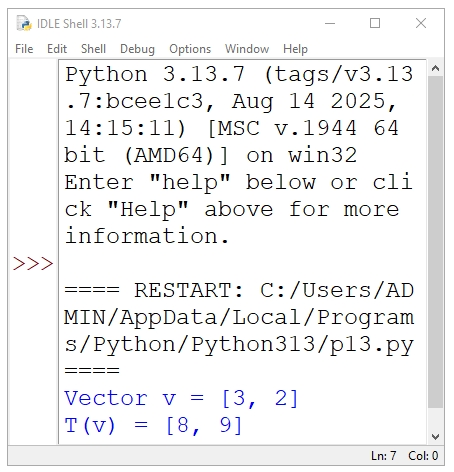 IDLE Shell 3.13.7
File Edit Shell Debug Options Window Help
Python 3.13.7 (tags/v3.13
.7:bcee1c3, Aug 14 2025,
14:15:11) [MSC v.1944 64
bit (AMD64)] on win32
Enter "help" below or cli
ck "Help" above for more
information.
>>>
==== RESTART: C:/Users/AD
MIN/AppData/Local/Program
s/Python/Python313/p13.py
====
Vector v = [3, 2]
T(v) = [8, 9]
Ln: 7 Col: 0